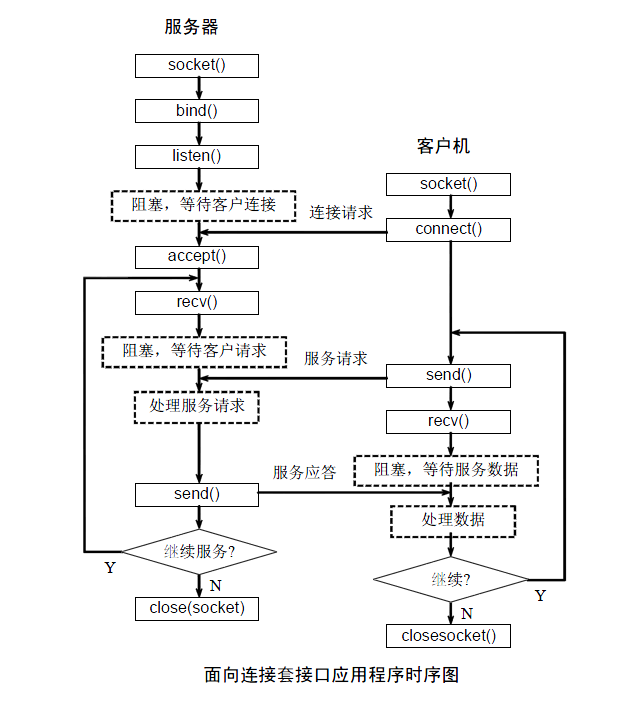 服务器
socket()
bind()
listen()
阻塞，等待客户连接
accept()
recv()
阻塞，等待客户请求
处理服务请求
send()
继续服务?
Y
N
close(socket)
连接请求
服务请求
服务应答
客户机
socket()
connect()
send()
recv()
阻塞，等待服务数据
处理数据
继续?
Y
N
closesocket()
面向连接套接口应用程序时序图